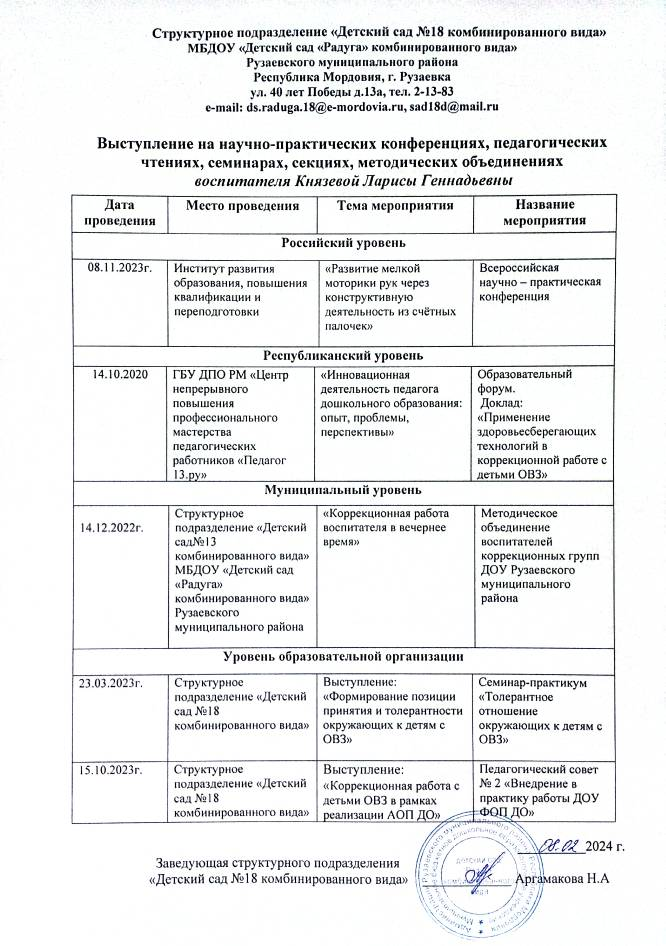 Структурное подразделение «Детский сад №18 комбинированного вида»
МБДОУ «Детский сад «Радуга» комбинированного вида»
Рузаевского муниципального района
Республика Мордовия, г. Рузаевка
ул. 40 лет Победы д.13а, тел. 2-13-83
e-mail: ds.raduga.18@e-mordovia.ru, sad18d@mail.ru
Выступление на научно-практических конференциях, педагогических
чтениях, семинарах, секциях, методических объединениях
воспитателя Князевой Ларисы Геннадьевны
Дата
проведения
Место проведения
Тема мероприятия
Название
мероприятия
Российский уровень
08.11.2023г.
Институт развития
образования, повышения
квалификации и
переподготовки
«Развитие мелкой
моторики рук через
конструктивную
деятельность из счётных
палочек»
Всероссийская
научно – практическая
конференция
Республиканский уровень
14.10.2020
ГБУ ДПО РМ «Центр
непрерывного
повышения
профессионального
мастерства
педагогических
работников «Педагог
13.ру»
«Инновационная
деятельность педагога
дошкольного образования:
опыт, проблемы,
перспективы»
Образовательный
форум.
Доклад:
«Применение
здоровьесберегающих
технологий в
коррекционной работе с
детьми ОВЗ»
Муниципальный уровень
14.12.2022г.
Структурное
подразделение «Детский
сад№13
комбинированного вида»
МБДОУ «Детский сад
«Радуга»
комбинированного вида»
Рузаевского
муниципального района
«Коррекционная работа
воспитателя в вечернее
время»
Методическое
объединение
воспитателей
коррекционных групп
ДОУ Рузаевского
муниципального
района
Уровень образовательной организации
23.03.2023г.
Структурное
подразделение «Детский
сад №18
комбинированного вида»
Выступление:
«Формирование позиции
принятия и толерантности
окружающих к детям с
ОВЗ»
Семинар-практикум
«Толерантное
отношение
окружающих к детям с
ОВЗ»
15.10.2023г.
Структурное
подразделение «Детский
сад №18
комбинированного вида»
Выступление:
«Коррекционная работа с
детьми ОВЗ в рамках
реализации АОП ДО»
Педагогический совет
№ 2 «Внедрение в
практику работы ДОУ
ФОП ДО»
08.02 2024 г.
Заведующая структурного подразделения
«Детский сад №18 комбинированного вида» Аргамакова Н.А